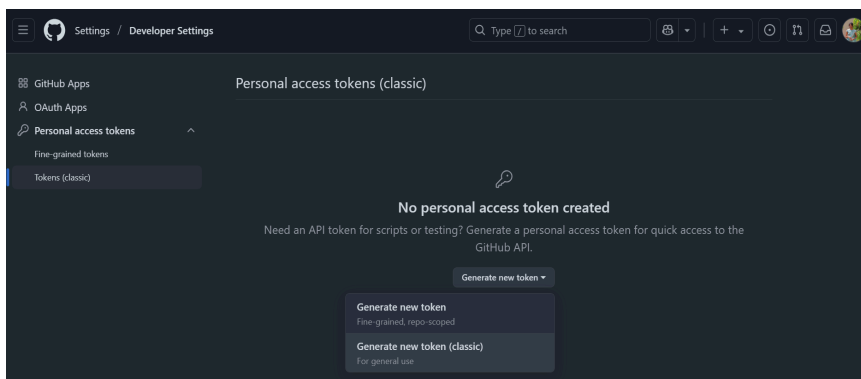 Settings / Developer Settings
Type / to search
GitHub Apps
OAuth Apps
Personal access tokens
Fine-grained tokens
Tokens (classic)
Personal access tokens (classic)
No personal access token created
Need an API token for scripts or testing? Generate a personal access token for quick access to the
GitHub API.
Generate new token
Generate new token
Fine-grained, repo-scoped
Generate new token (classic)
For general use